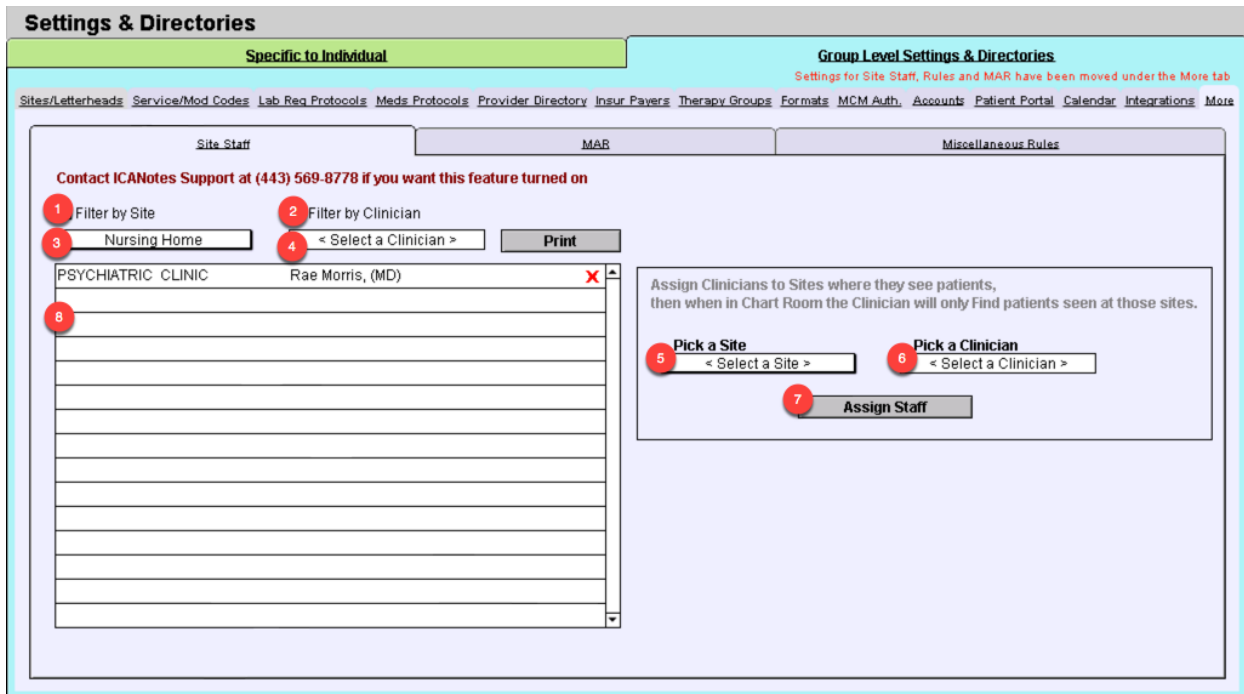 Settings & Directories
Specific to Individual
Group Level Settings & Directories
Settings for Site Staff, Rules and MAR have been moved under the More tab
Sites/Letterheads Service/Mod Codes Lab Req Protocols Meds Protocols Provider Directory Insur Payers Therapy Groups Formats MCM Auth. Accounts Patient Portal Calendar Integrations More
Site Staff MAR Miscellaneous Rules
Contact ICANotes Support at (443) 569-8778 if you want this feature turned on
1 Filter by Site 2 Filter by Clinician
3 Nursing Home 4 < Select a Clinician > Print
PSYCHIATRIC CLINIC Rae Morris, (MD) X
8
Assign Clinicians to Sites where they see patients,
then when in Chart Room the Clinician will only Find patients seen at those sites.
Pick a Site Pick a Clinician
5 < Select a Site > 6 < Select a Clinician >
7 Assign Staff